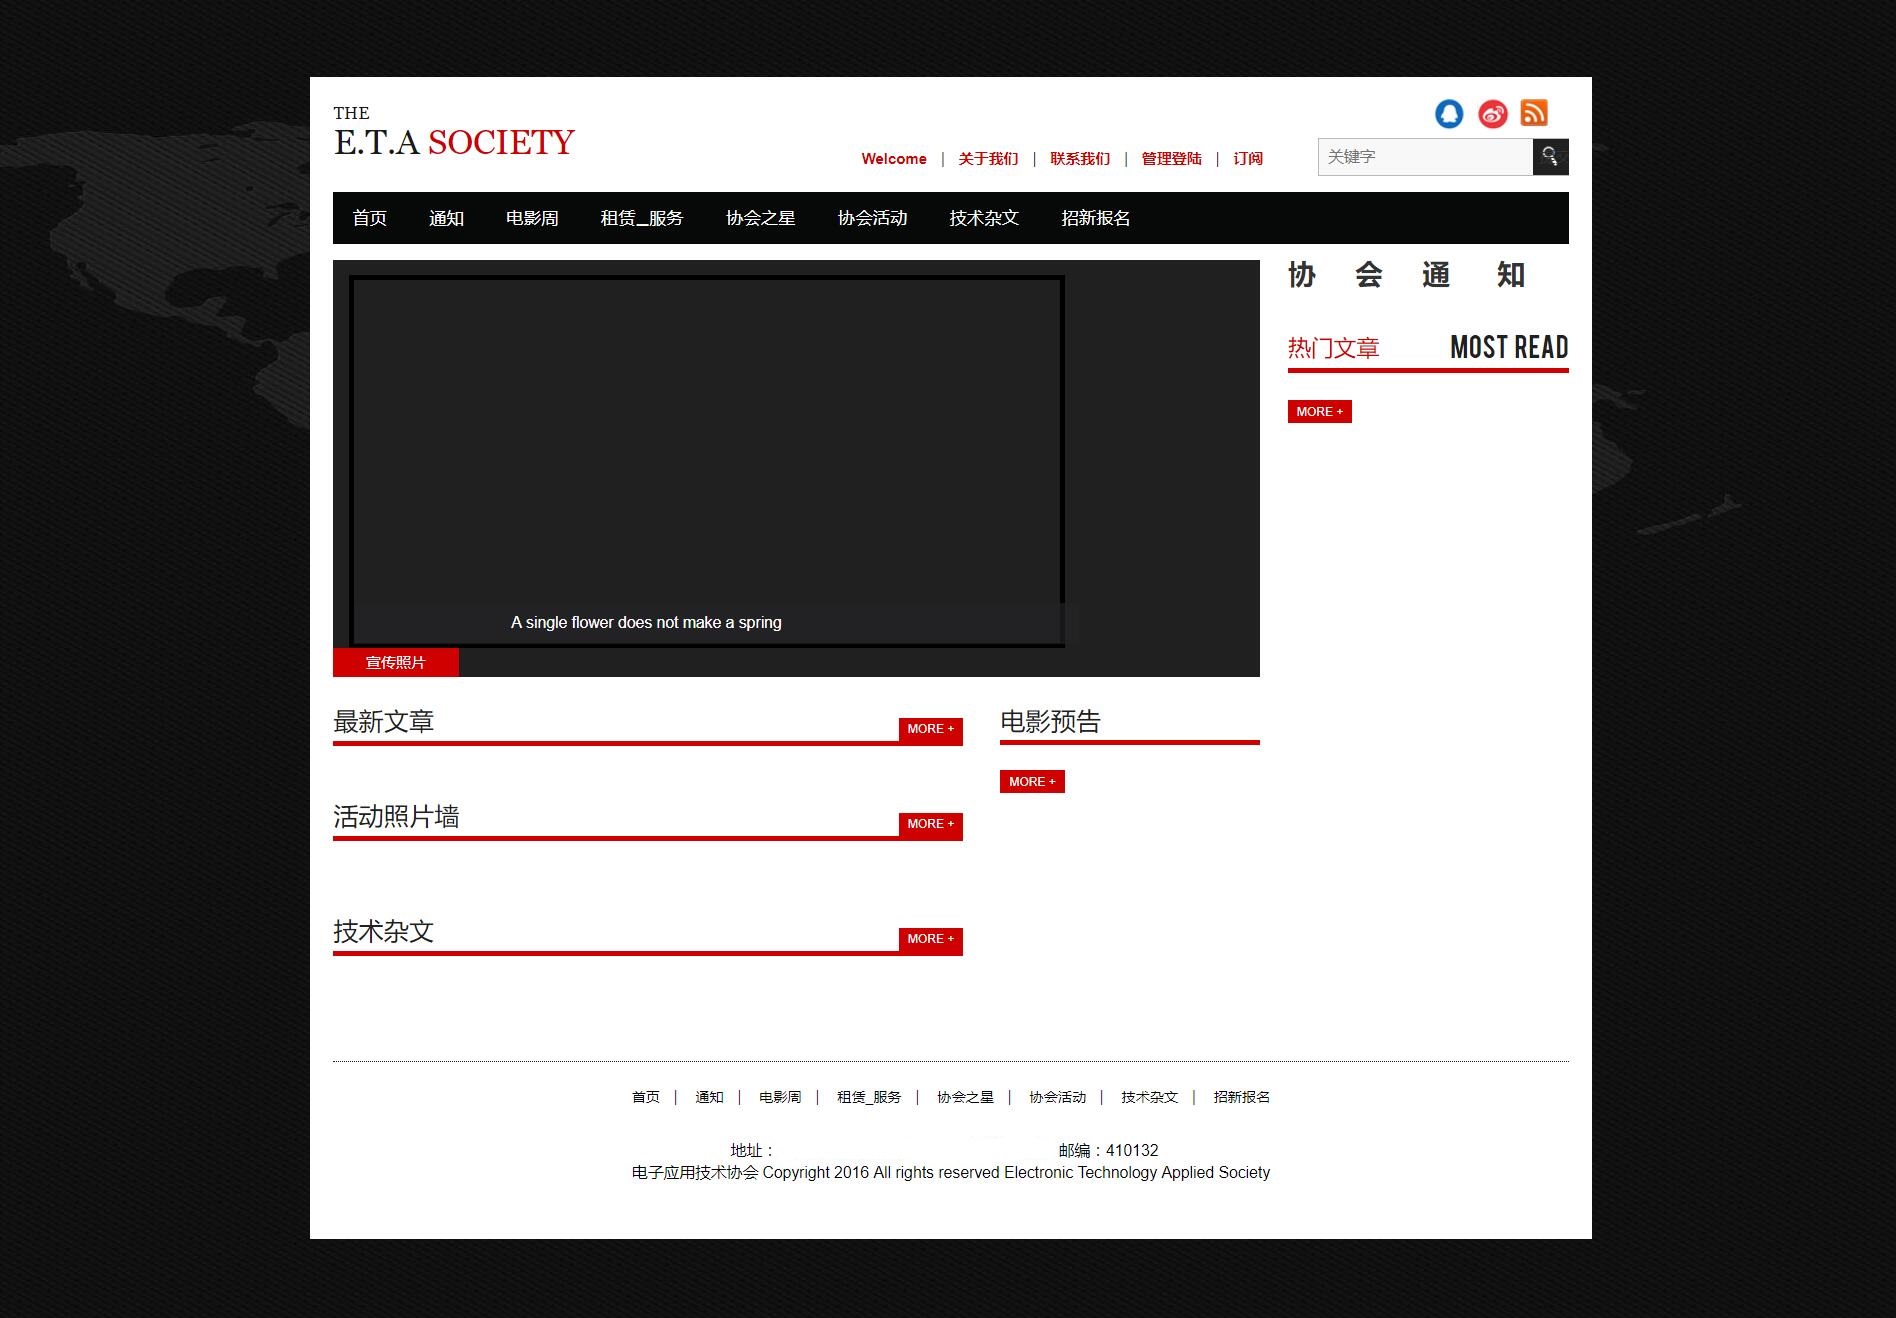 THE
E.T.A SOCIETY
Welcome | 关于我们 | 联系我们 | 管理登陆 | 订阅
关键字
首页 通知 电影周 租赁_服务 协会之星 协会活动 技术杂文 招新报名
协 会 通 知
热门文章 MOST READ
MORE +
A single flower does not make a spring
宣传照片
最新文章 MORE +
电影预告
MORE +
活动照片墙 MORE +
技术杂文 MORE +
首页 | 通知 | 电影周 | 租赁_服务 | 协会之星 | 协会活动 | 技术杂文 | 招新报名
地址： 邮编：410132
电子应用技术协会 Copyright 2016 All rights reserved Electronic Technology Applied Society